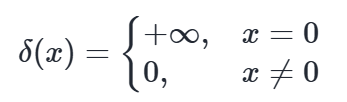 δ(x) = { +∞, x = 0
0, x ≠ 0